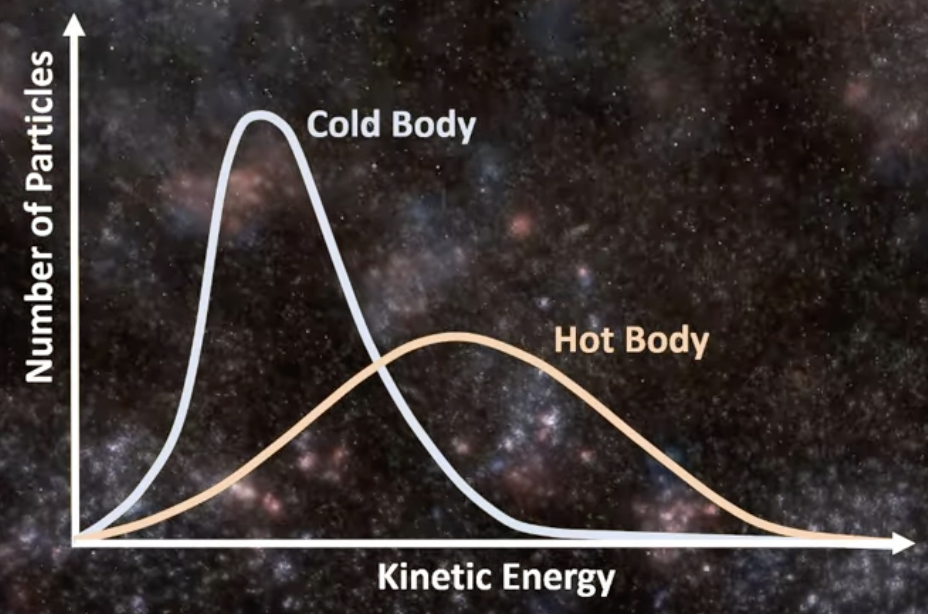 Number of Particles
Cold Body
Hot Body
Kinetic Energy